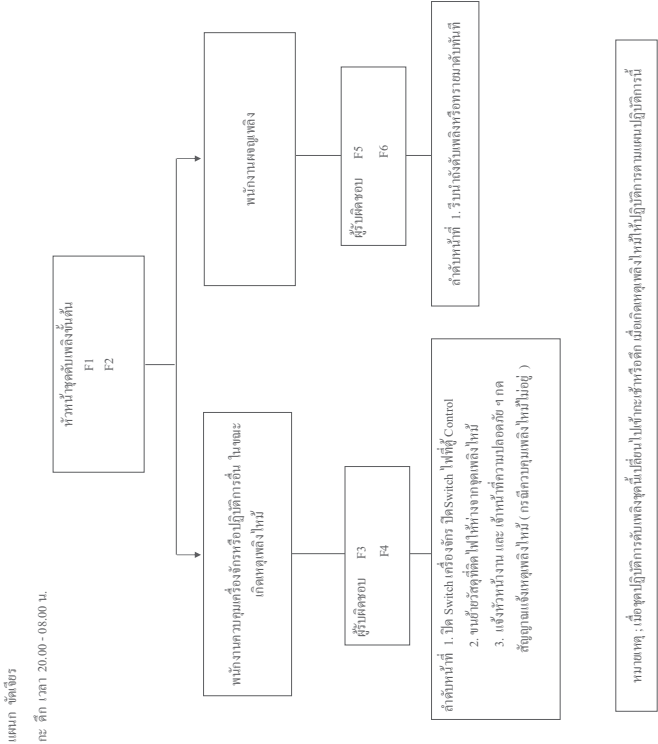 แผนก ขัดเจียร
กะ ดึก เวลา 20.00 - 08.00 น.
หัวหน้าชุดดับเพลิงขั้นต้น
F1
F2
พนักงานควบคุมเครื่องจักรหรือปฏิบัติการอื่น ในขณะ
เกิดเหตุเพลิงไหม้
พนักงานผจญเพลิง
ผู้รับผิดชอบ F3
F4
ผู้รับผิดชอบ F5
F6
ลำดับหน้าที่ 1. ปิด Switch เครื่องจักร ปิดSwitch ไฟที่ตู้ Control
2. ขนย้ายวัสดุที่ติดไฟให้ห่างจากจุดเพลิงไหม้
3. แจ้งหัวหน้างาน และ เจ้าหน้าที่ความปลอดภัย ฯ กด
สัญญาณแจ้งเหตุเพลิงไหม้ ( กรณีควบคุมเพลิงไหม้ไม่อยู่ )
ลำดับหน้าที่ 1. รีบนำถังดับเพลิงหรือทรายมาดับทันที
หมายเหตุ ; เมื่อชุดปฏิบัติการดับเพลิงชุดนี้เปลี่ยนไปเข้ากะเช้าหรือดึก เมื่อเกิดเหตุเพลิงไหม้ให้ปฏิบัติการตามแผนปฏิบัติการนี้